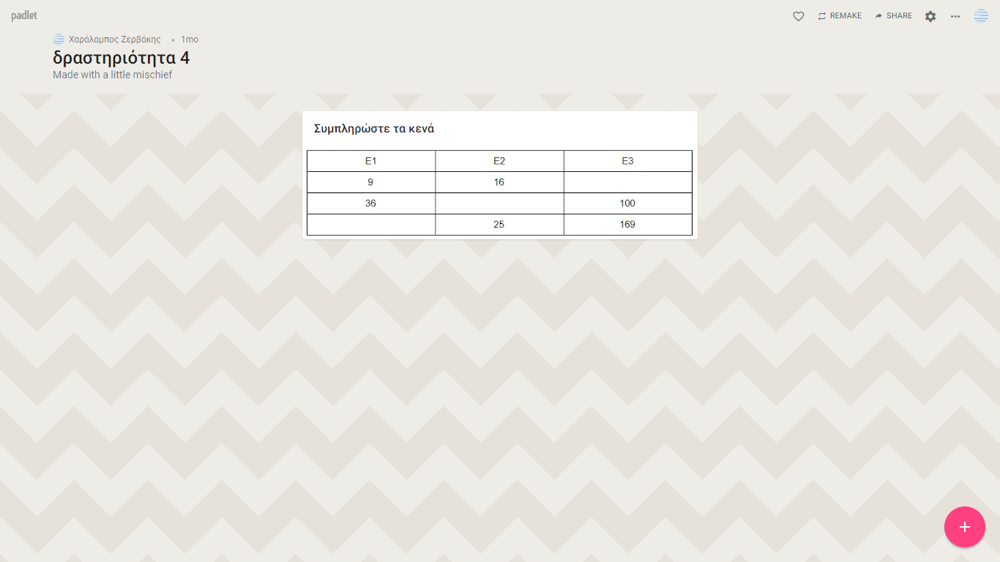 padlet
REMAKE
SHARE
Χαράλαμπος Ζερβάκης • 1mo
δραστηριότητα 4
Made with a little mischief
Συμπληρώστε τα κενά
E1 E2 E3
9 16
36 100
25 169